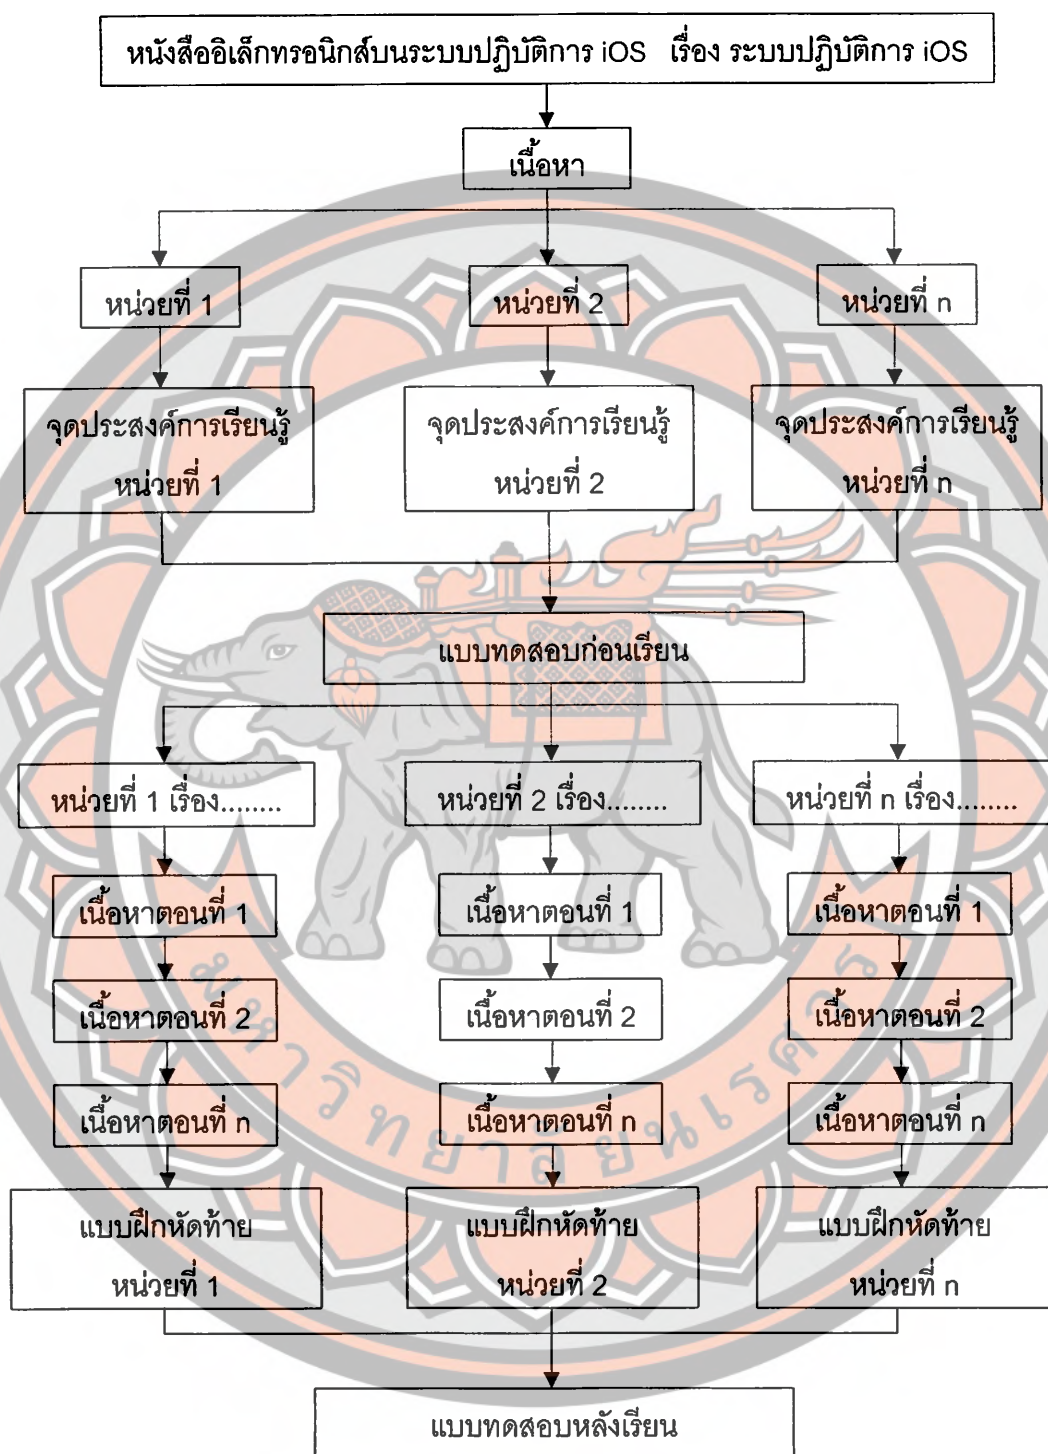 หนังสืออิเล็กทรอนิกส์บนระบบปฏิบัติการ iOS เรื่อง ระบบปฏิบัติการ iOS
เนื้อหา
หน่วยที่ 1
หน่วยที่ 2
หน่วยที่ n
จุดประสงค์การเรียนรู้
หน่วยที่ 1
จุดประสงค์การเรียนรู้
หน่วยที่ 2
จุดประสงค์การเรียนรู้
หน่วยที่ n
แบบทดสอบก่อนเรียน
หน่วยที่ 1 เรื่อง........
หน่วยที่ 2 เรื่อง........
หน่วยที่ n เรื่อง........
เนื้อหาตอนที่ 1
เนื้อหาตอนที่ 1
เนื้อหาตอนที่ 1
เนื้อหาตอนที่ 2
เนื้อหาตอนที่ 2
เนื้อหาตอนที่ 2
เนื้อหาตอนที่ n
เนื้อหาตอนที่ n
เนื้อหาตอนที่ n
มหาวิทยาลัยนเรศวร
แบบฝึกหัดท้าย
หน่วยที่ 1
แบบฝึกหัดท้าย
หน่วยที่ 2
แบบฝึกหัดท้าย
หน่วยที่ n
แบบทดสอบหลังเรียน